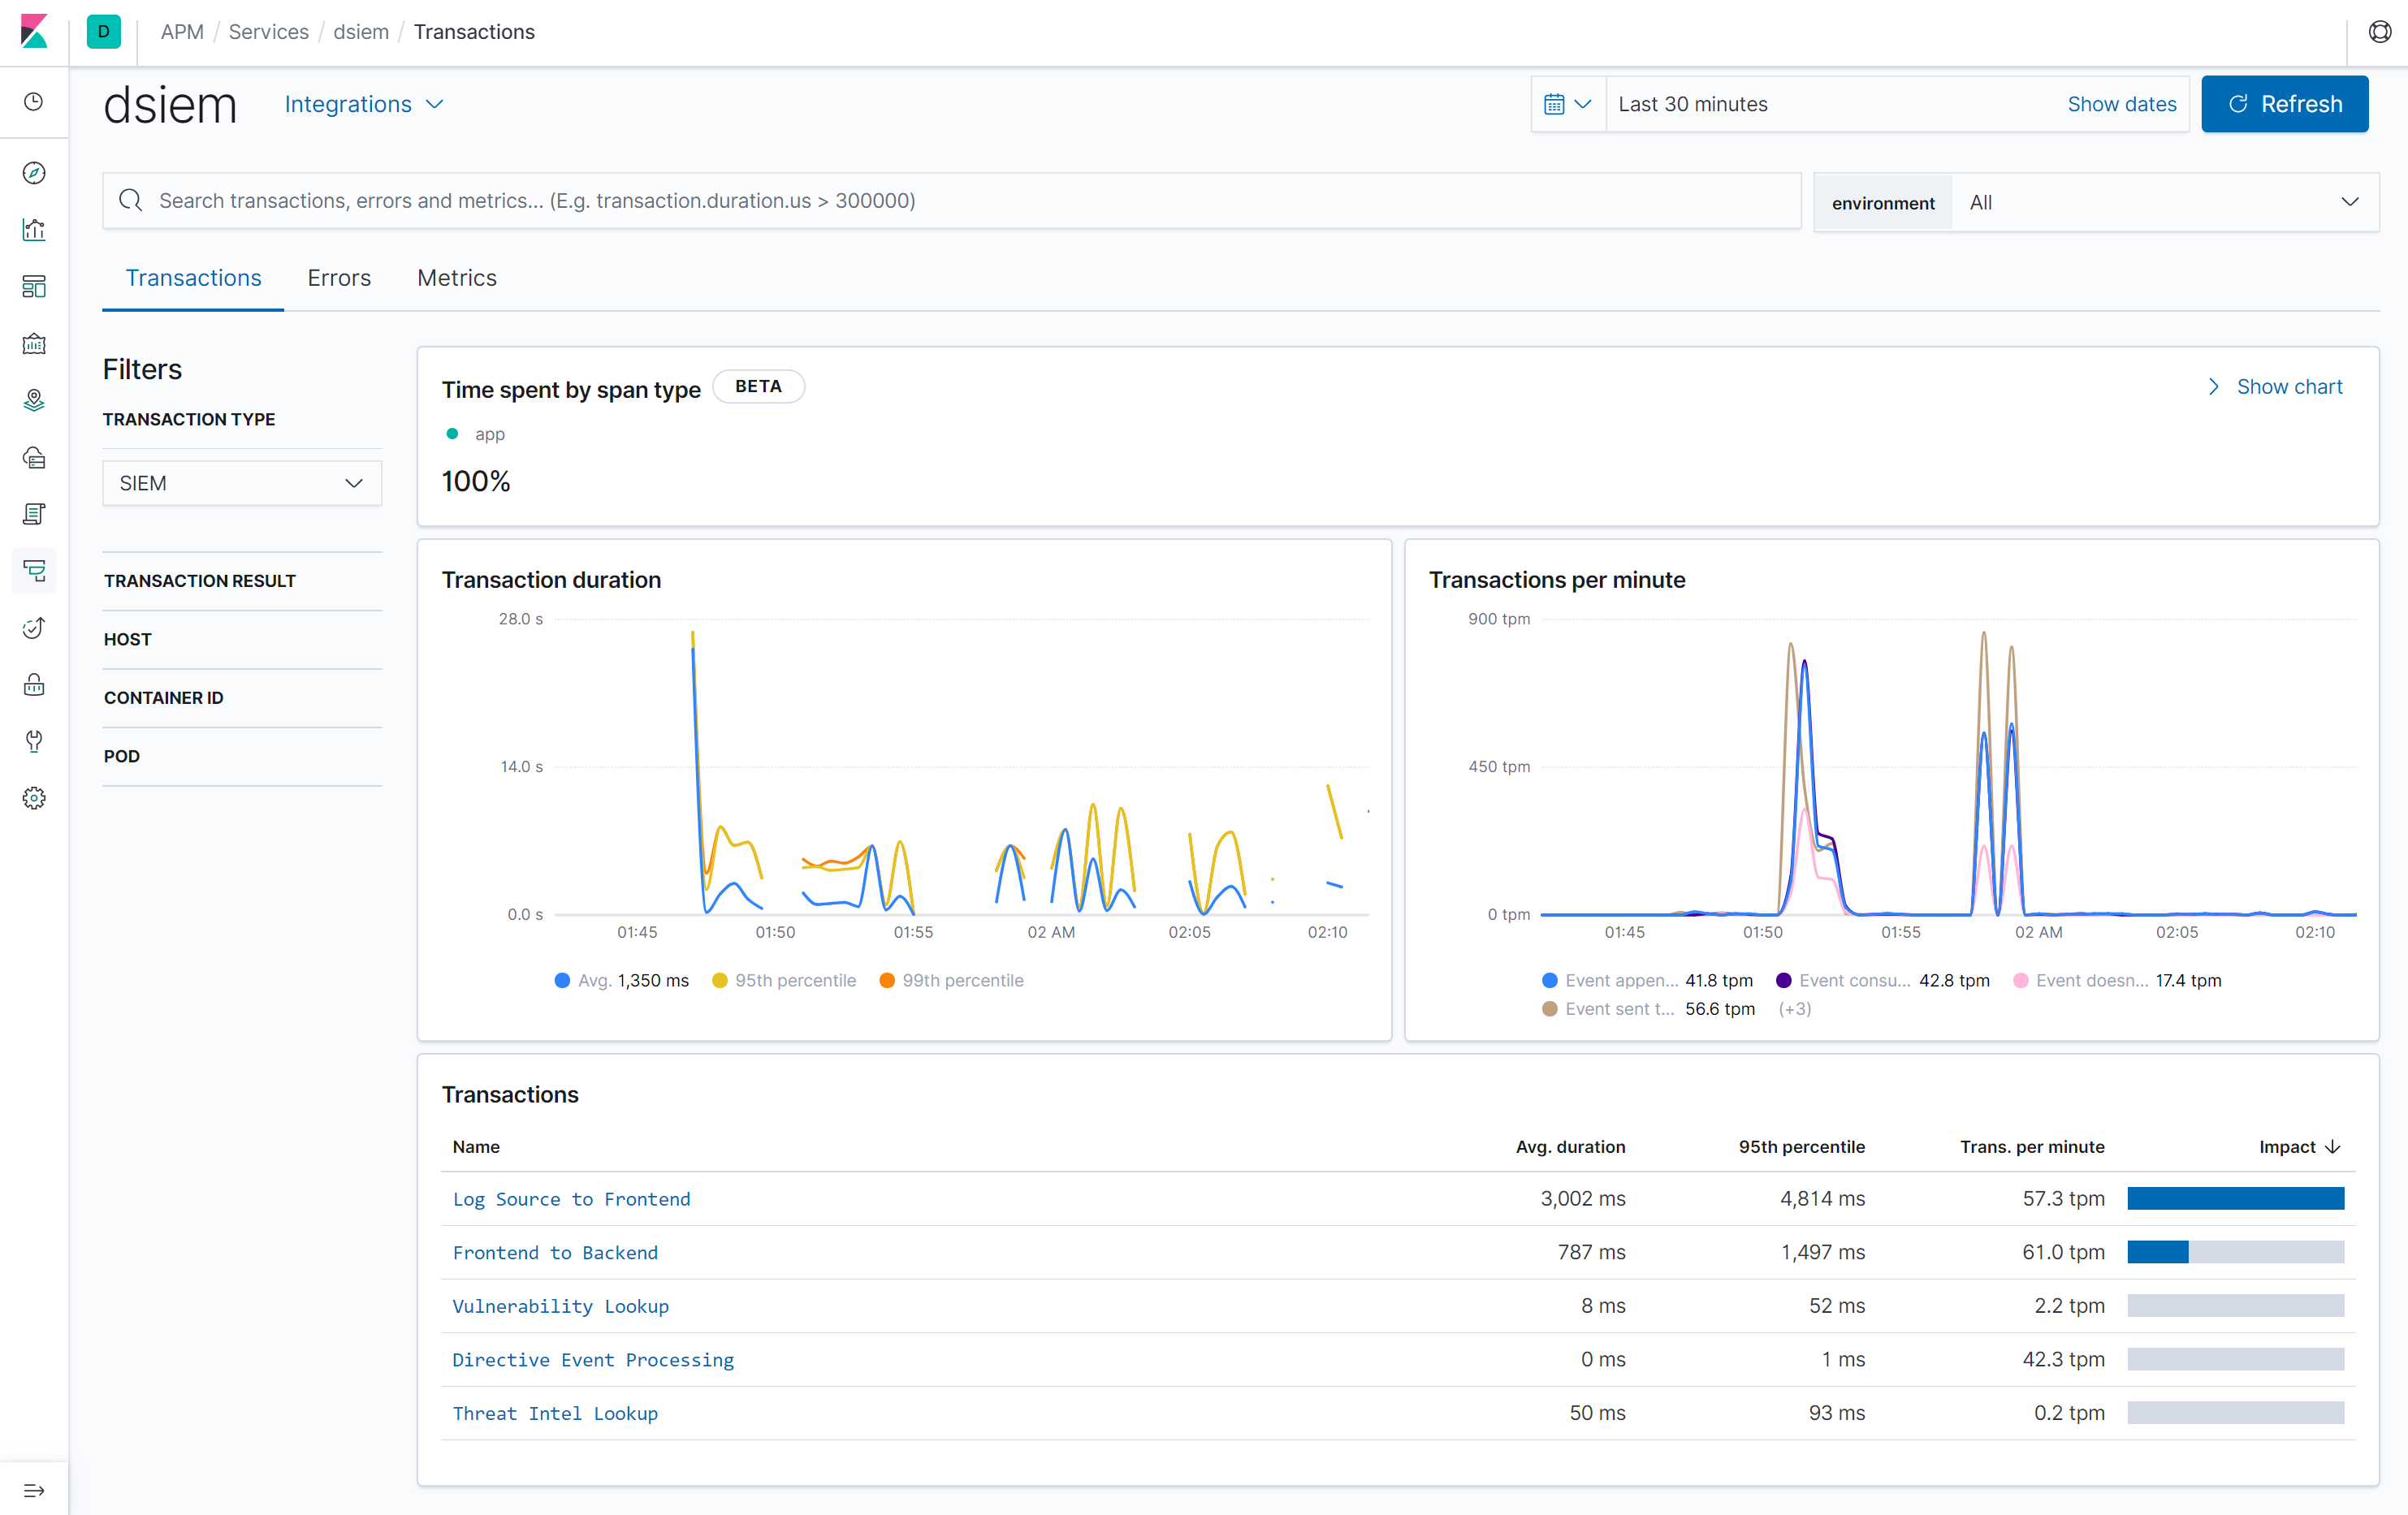 D APM / Services / dsiem / Transactions
dsiem Integrations Last 30 minutes Show dates Refresh
Search transactions, errors and metrics... (E.g. transaction.duration.us > 300000) environment All
Transactions Errors Metrics
Filters
TRANSACTION TYPE
SIEM
TRANSACTION RESULT
HOST
CONTAINER ID
POD
Time spent by span type BETA Show chart
app
100%
Transaction duration
28.0 s
14.0 s
0.0 s
01:45 01:50 01:55 02 AM 02:05 02:10
Avg. 1,350 ms 95th percentile 99th percentile
Transactions per minute
900 tpm
450 tpm
0 tpm
01:45 01:50 01:55 02 AM 02:05 02:10
Event appen... 41.8 tpm Event consu... 42.8 tpm Event doesn... 17.4 tpm
Event sent t... 56.6 tpm (+3)
Transactions
Name Avg. duration 95th percentile Trans. per minute Impact
Log Source to Frontend 3,002 ms 4,814 ms 57.3 tpm
Frontend to Backend 787 ms 1,497 ms 61.0 tpm
Vulnerability Lookup 8 ms 52 ms 2.2 tpm
Directive Event Processing 0 ms 1 ms 42.3 tpm
Threat Intel Lookup 50 ms 93 ms 0.2 tpm